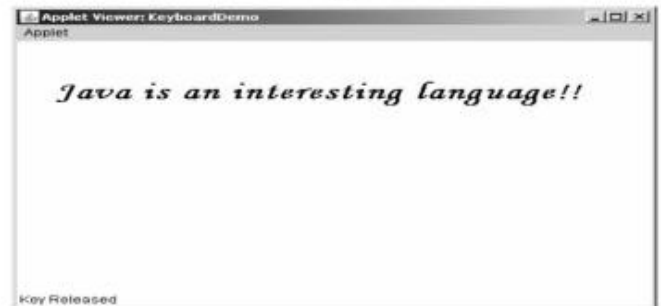 Applet Viewer: KeyboardDemo
Applet
Java is an interesting language!!
Key Released